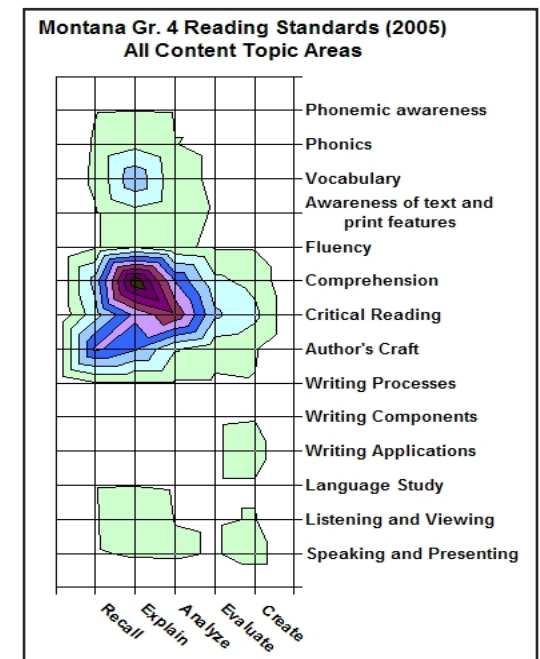 Montana Gr. 4 Reading Standards (2005)
All Content Topic Areas
Phonemic awareness
Phonics
Vocabulary
Awareness of text and
print features
Fluency
Comprehension
Critical Reading
Author's Craft
Writing Processes
Writing Components
Writing Applications
Language Study
Listening and Viewing
Speaking and Presenting
Recall
Explain
Analyze
Evaluate
Create